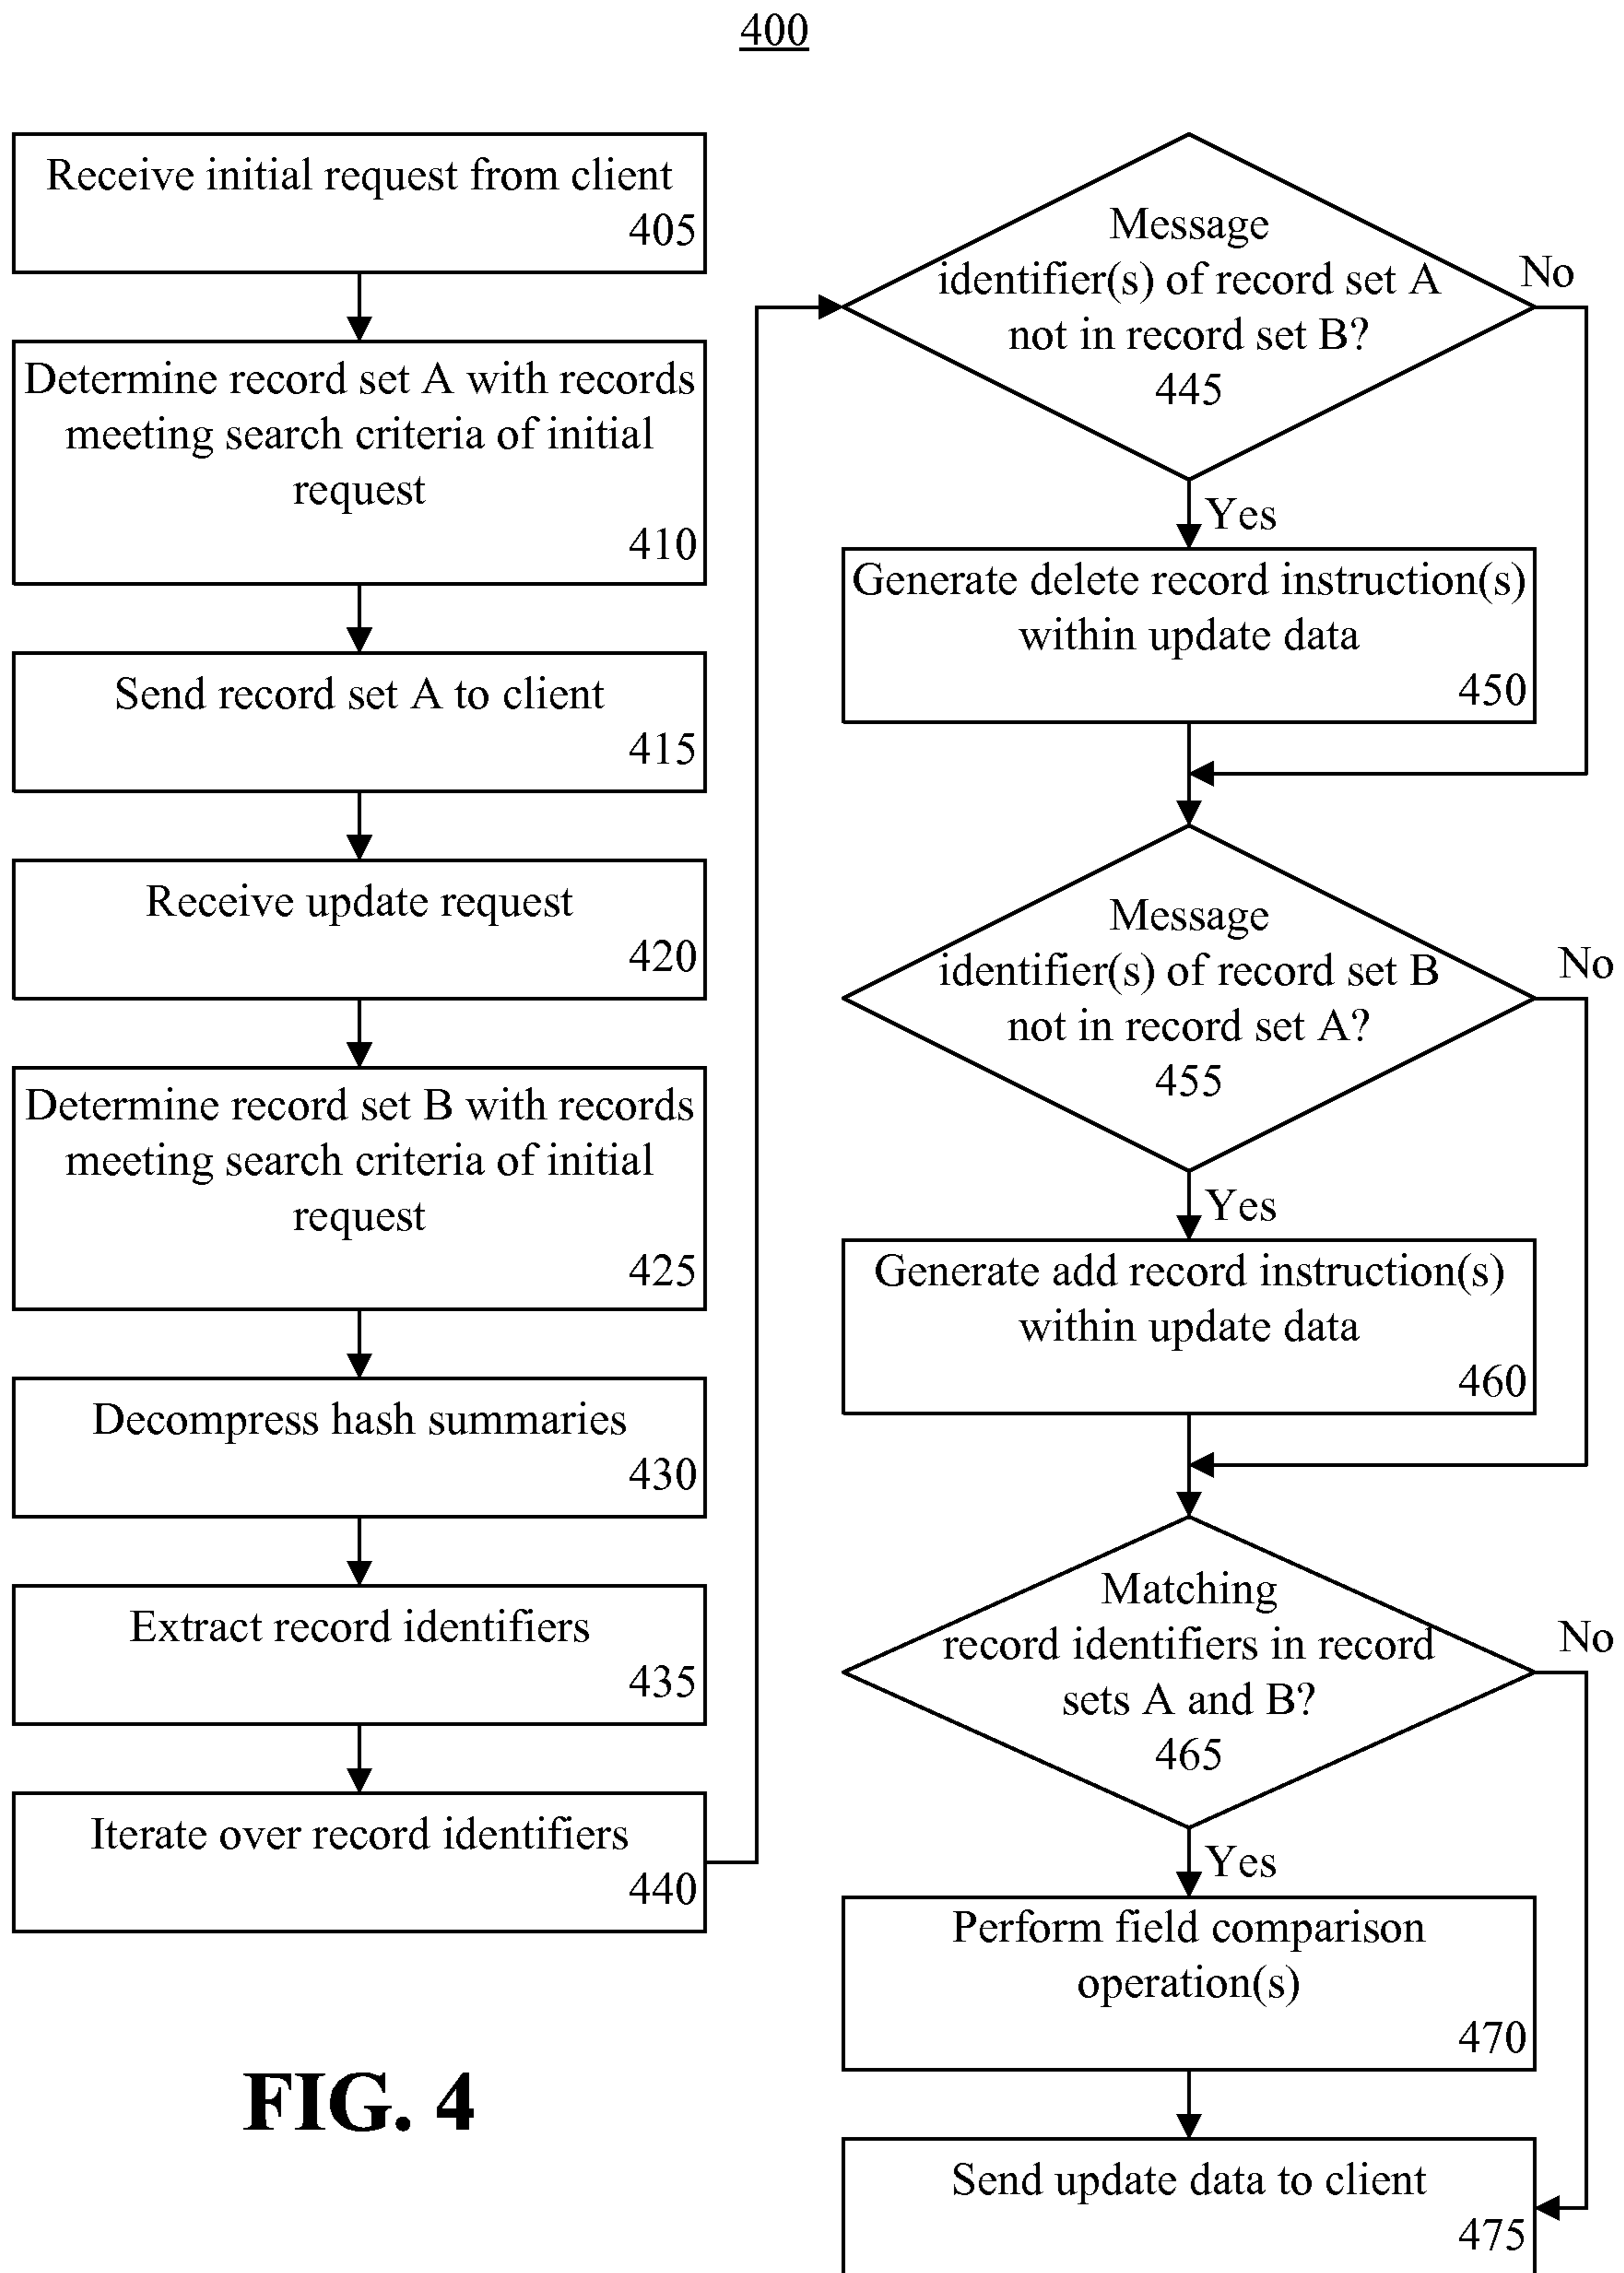 400
Receive initial request from client
405
Determine record set A with records
meeting search criteria of initial
request
410
Send record set A to client
415
Receive update request
420
Determine record set B with records
meeting search criteria of initial
request
425
Decompress hash summaries
430
Extract record identifiers
435
Iterate over record identifiers
440
Message
identifier(s) of record set A
not in record set B?
445
No
Yes
Generate delete record instruction(s)
within update data
450
Message
identifier(s) of record set B
not in record set A?
455
No
Yes
Generate add record instruction(s)
within update data
460
Matching
record identifiers in record
sets A and B?
465
No
Yes
Perform field comparison
operation(s)
470
Send update data to client
475
FIG. 4